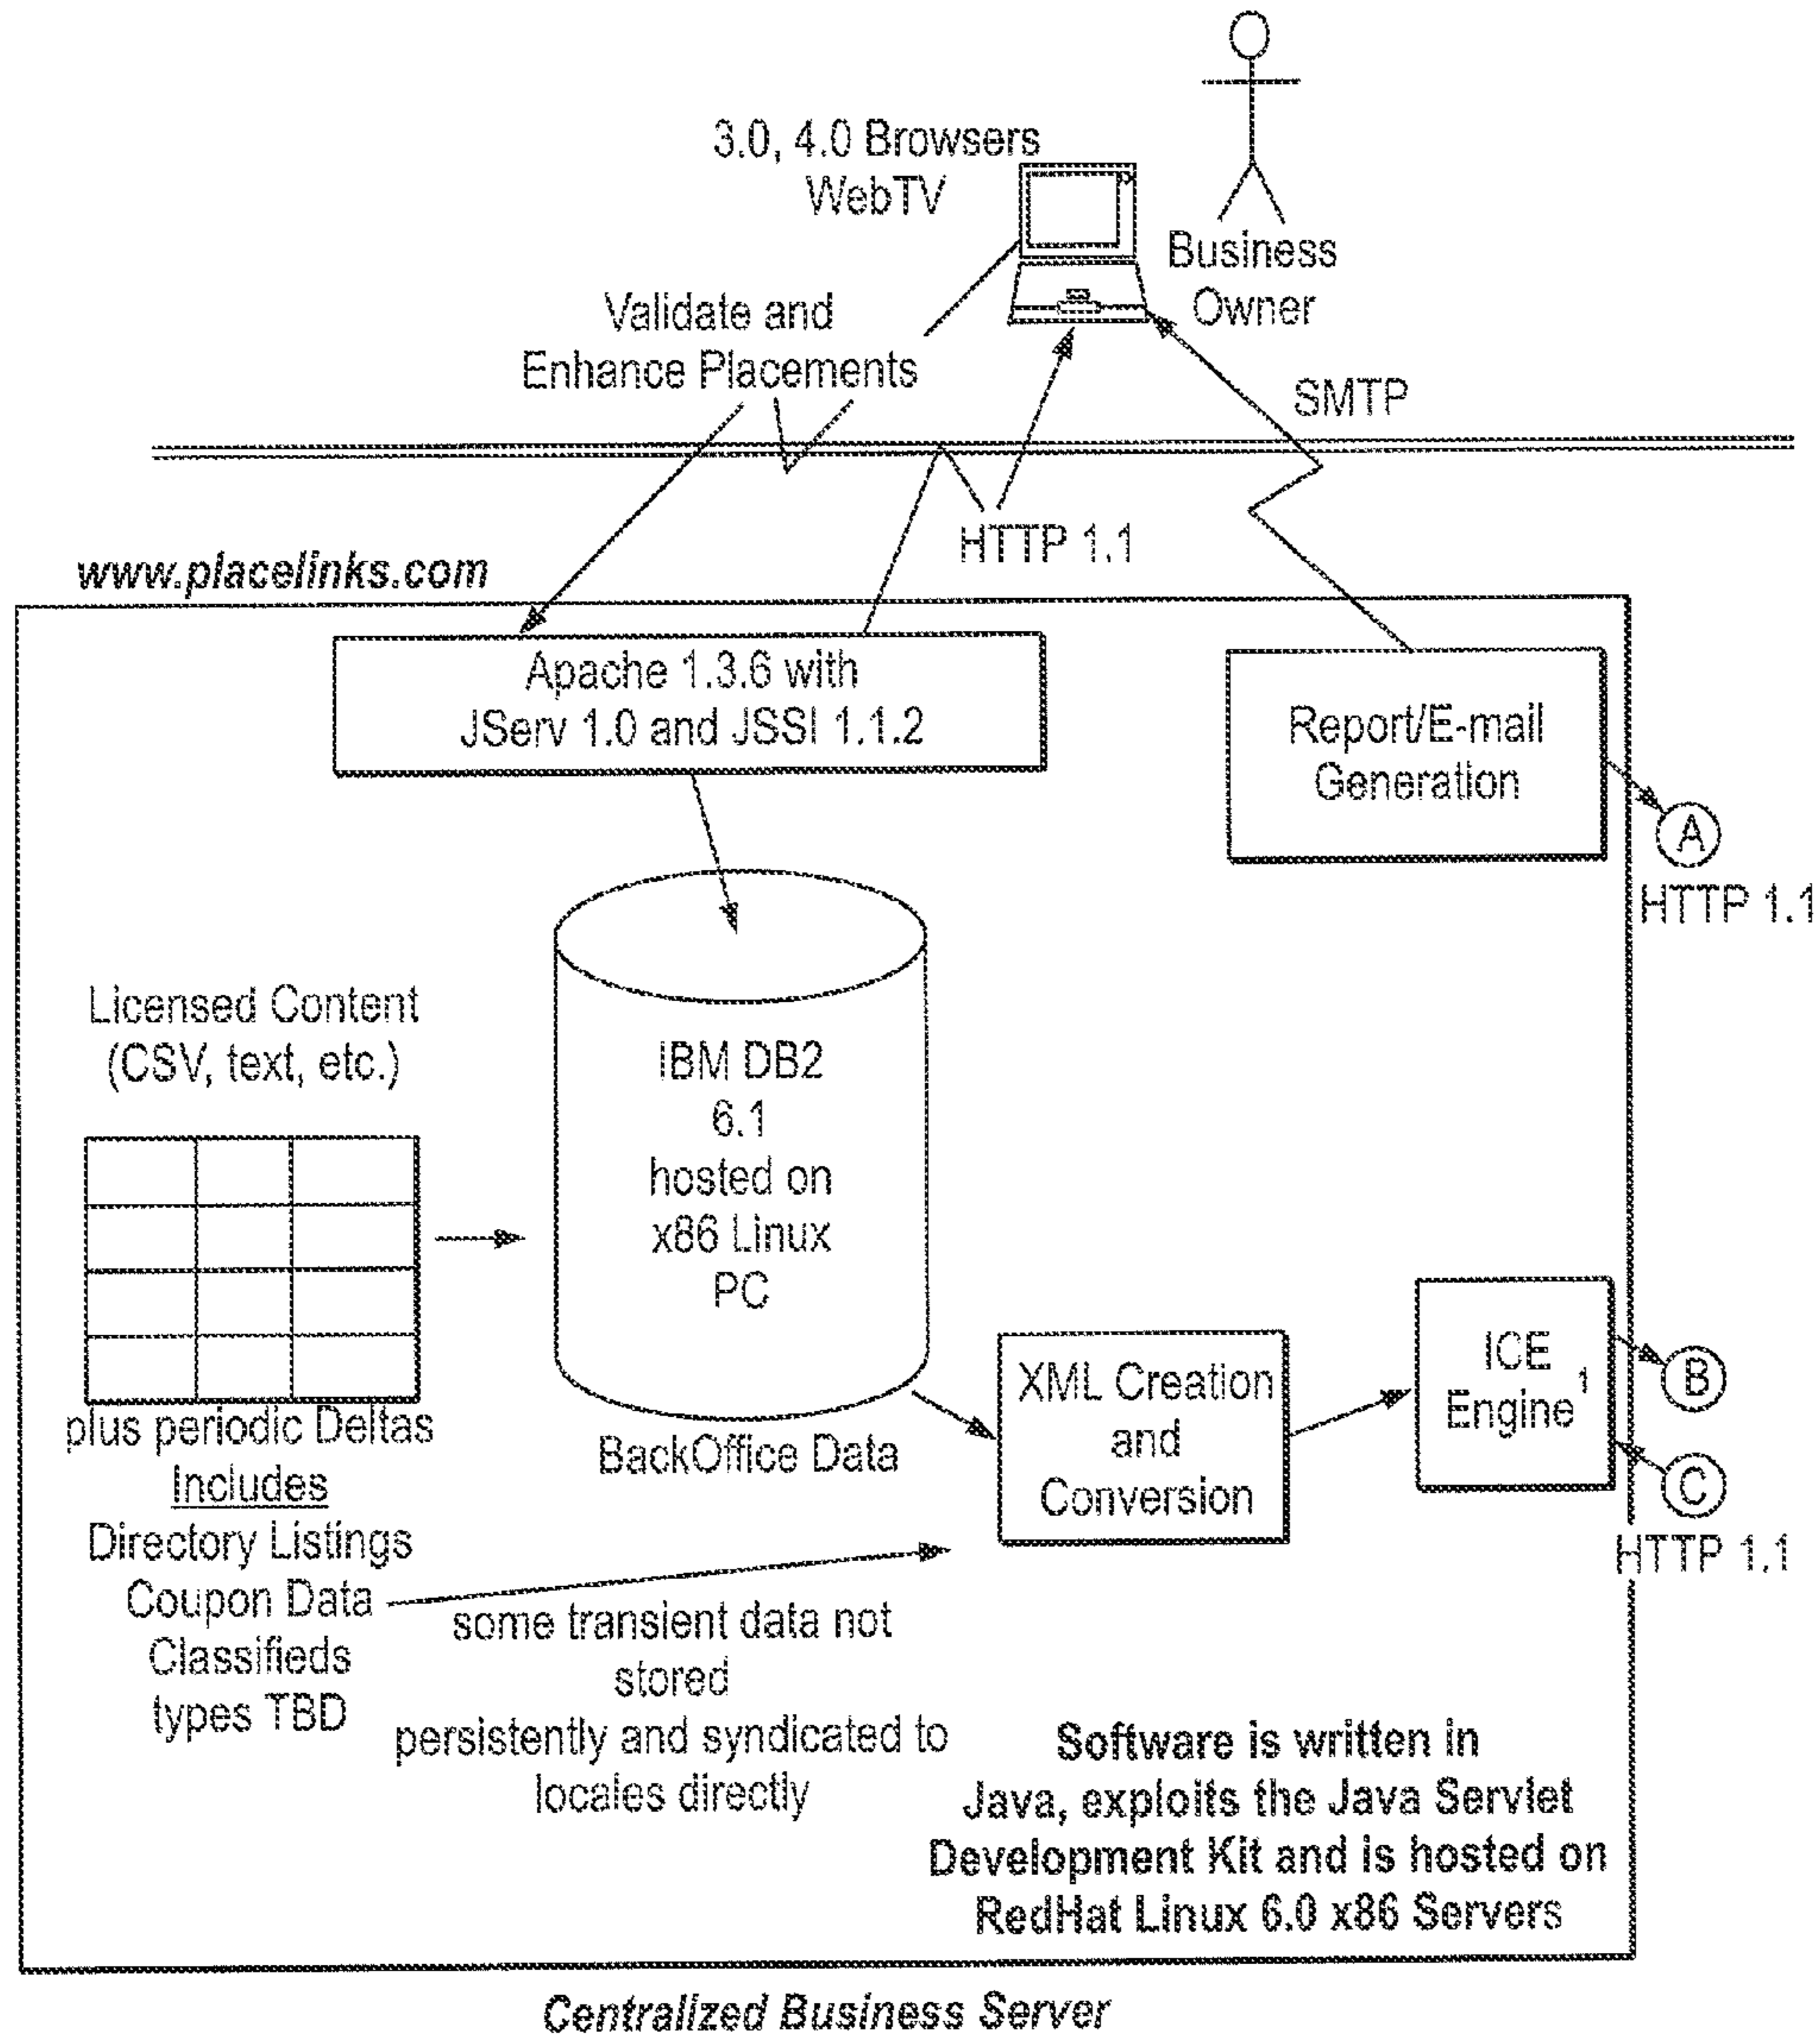 3.0, 4.0 Browsers
WebTV
Business
Owner
Validate and
Enhance Placements
SMTP
HTTP 1.1
www.placelinks.com
Apache 1.3.6 with
JServ 1.0 and JSSI 1.1.2
Report/E-mail
Generation
A
HTTP 1.1
Licensed Content
(CSV, text, etc.)
IBM DB2
6.1
hosted on
x86 Linux
PC
BackOffice Data
plus periodic Deltas
Includes
Directory Listings
Coupon Data
Classifieds
types TBD
XML Creation
and
Conversion
ICE
Engine¹
B
C
HTTP 1.1
some transient data not
stored
persistently and syndicated to
locales directly
Software is written in
Java, exploits the Java Servlet
Development Kit and is hosted on
RedHat Linux 6.0 x86 Servers
Centralized Business Server